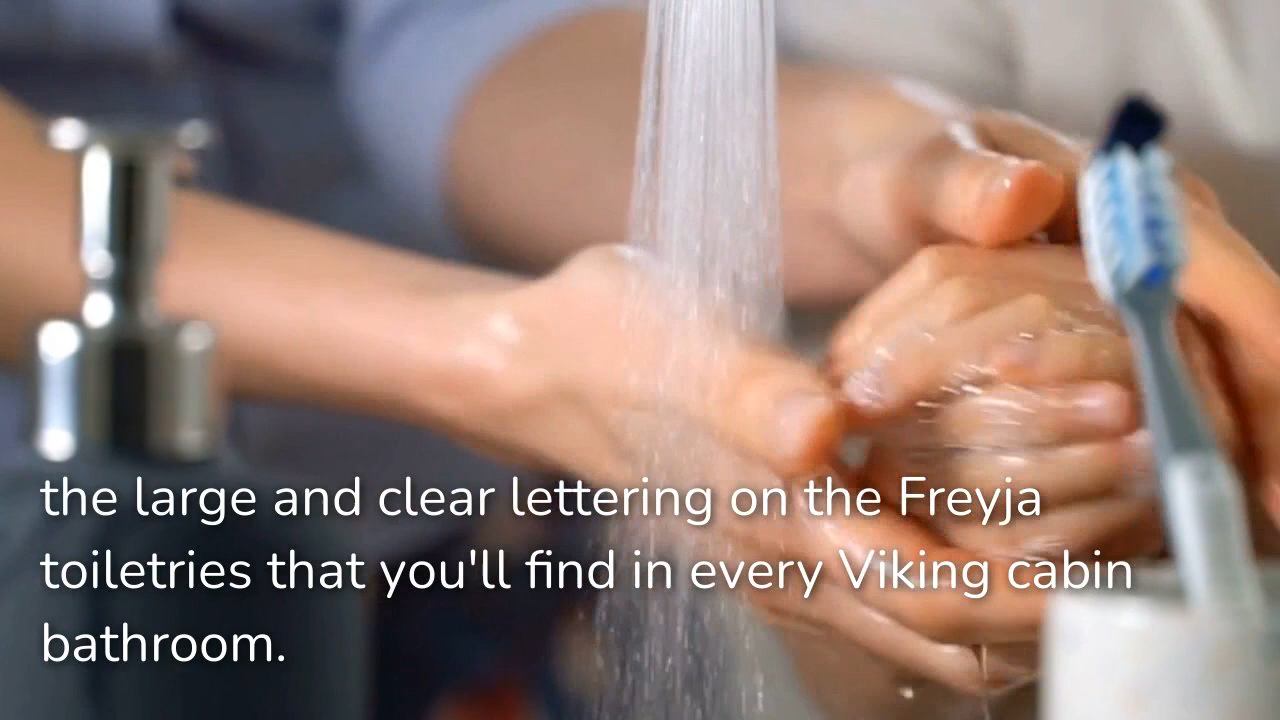 the large and clear lettering on the Freyja
toiletries that you'll find in every Viking cabin
bathroom.